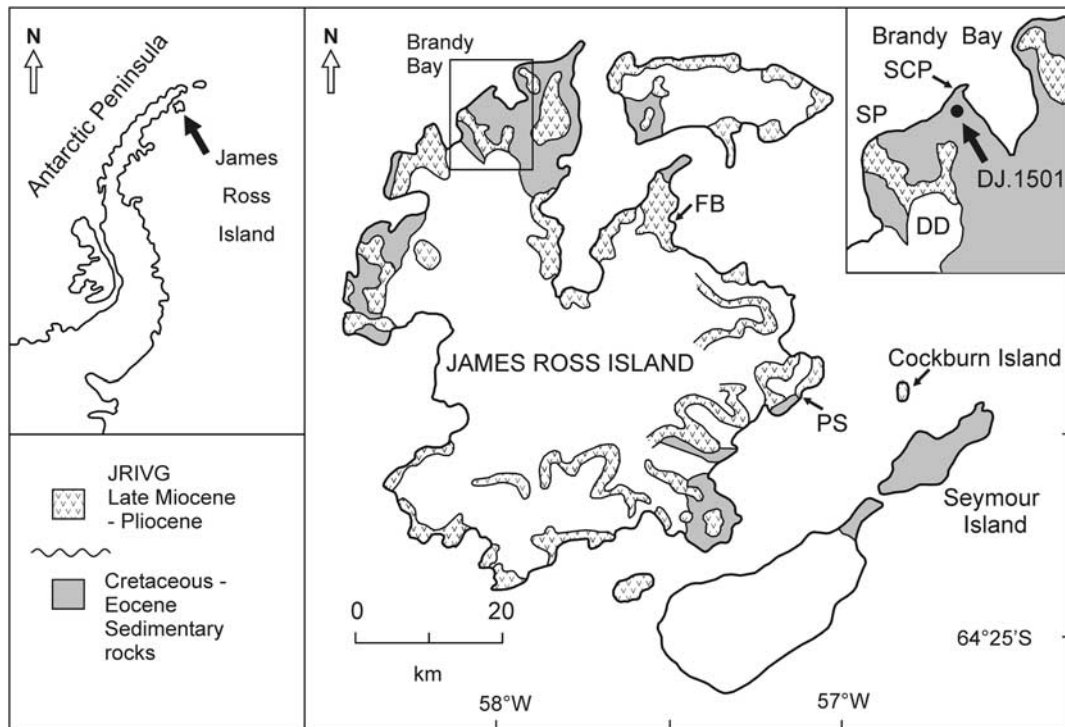 N
Antarctic Peninsula
James
Ross
Island
JRIVG
Late Miocene
- Pliocene
Cretaceous -
Eocene
Sedimentary
rocks
N
Brandy
Bay
FB
JAMES ROSS ISLAND
PS
Cockburn Island
Seymour
Island
0 20
km
64°25'S
58°W
57°W
Brandy Bay
SCP
SP
DJ.1501
DD